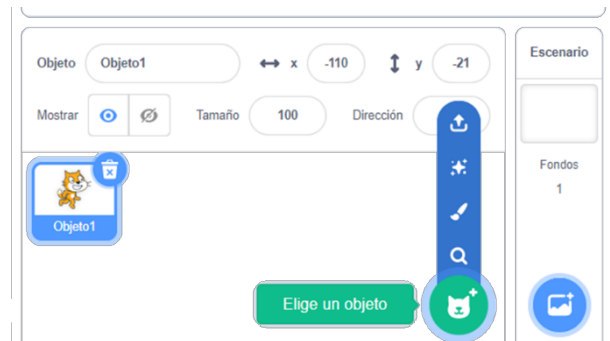 Objeto Objeto1 x -110 y -21
Mostrar Tamaño 100 Dirección
Objeto1
Elige un objeto
Escenario
Fondos
1